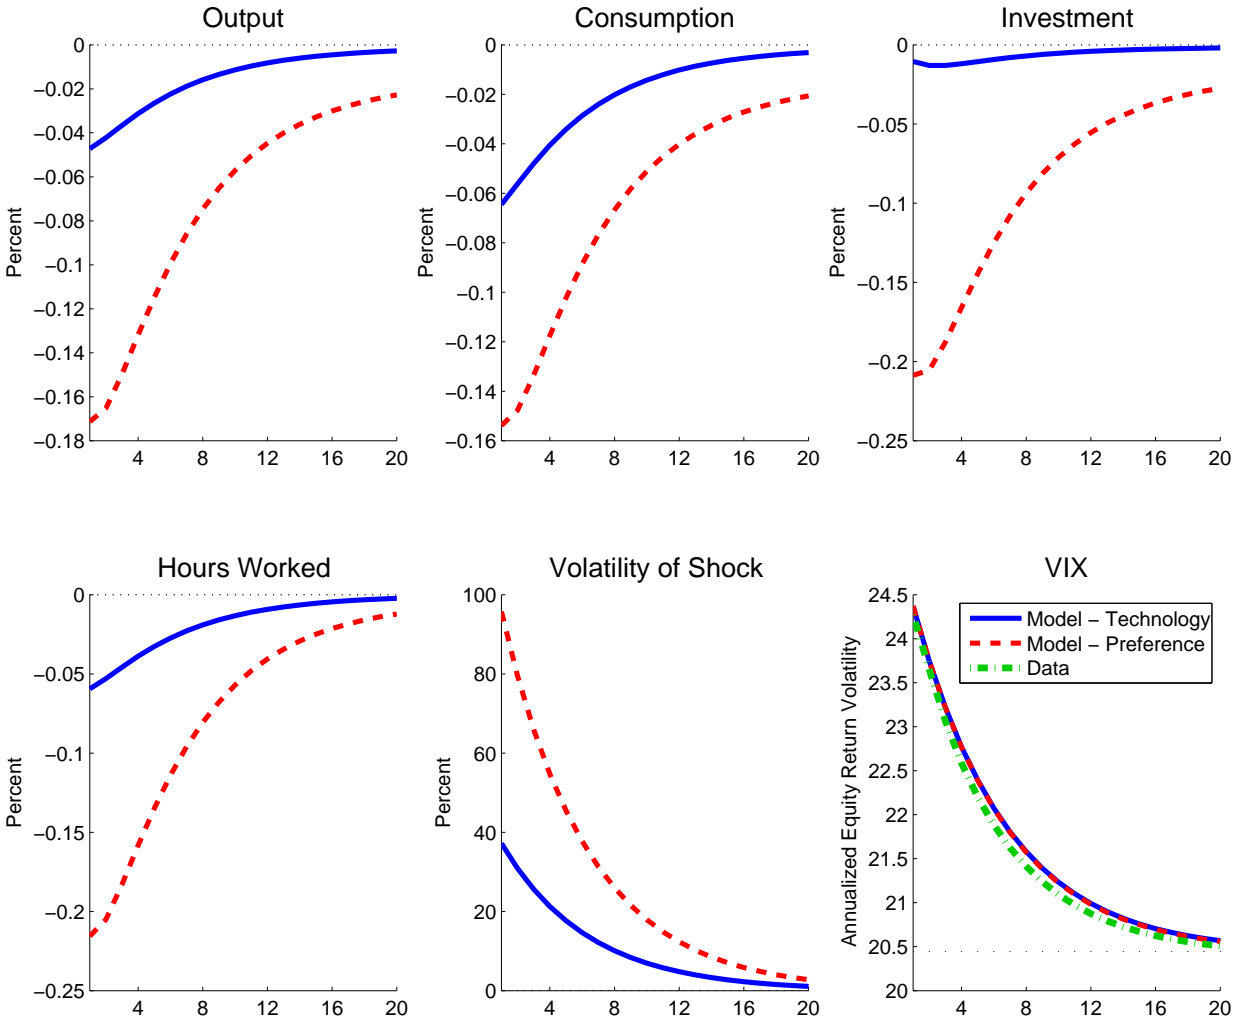 Output
Percent
0
−0.02
−0.04
−0.06
−0.08
−0.1
−0.12
−0.14
−0.16
−0.18
4 8 12 16 20
Consumption
Percent
0
−0.02
−0.04
−0.06
−0.08
−0.1
−0.12
−0.14
−0.16
4 8 12 16 20
Investment
Percent
0
−0.05
−0.1
−0.15
−0.2
−0.25
4 8 12 16 20
Hours Worked
Percent
0
−0.05
−0.1
−0.15
−0.2
−0.25
4 8 12 16 20
Volatility of Shock
Percent
100
80
60
40
20
0
4 8 12 16 20
VIX
Annualized Equity Return Volatility
24.5
24
23.5
23
22.5
22
21.5
21
20.5
20
4 8 12 16 20
Model − Technology
Model − Preference
Data